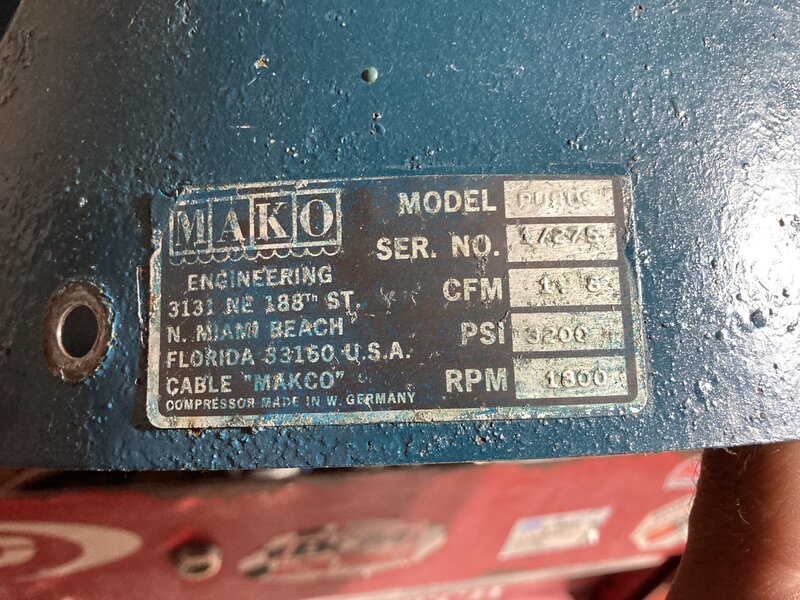 MAKO
ENGINEERING
3131 NE 188TH ST.
N. MIAMI BEACH
FLORIDA 33160 U.S.A.
CABLE "MAKCO"
COMPRESSOR MADE IN W. GERMANY
MODEL
SER. NO. 17275
CFM
PSI 3200
RPM 1800